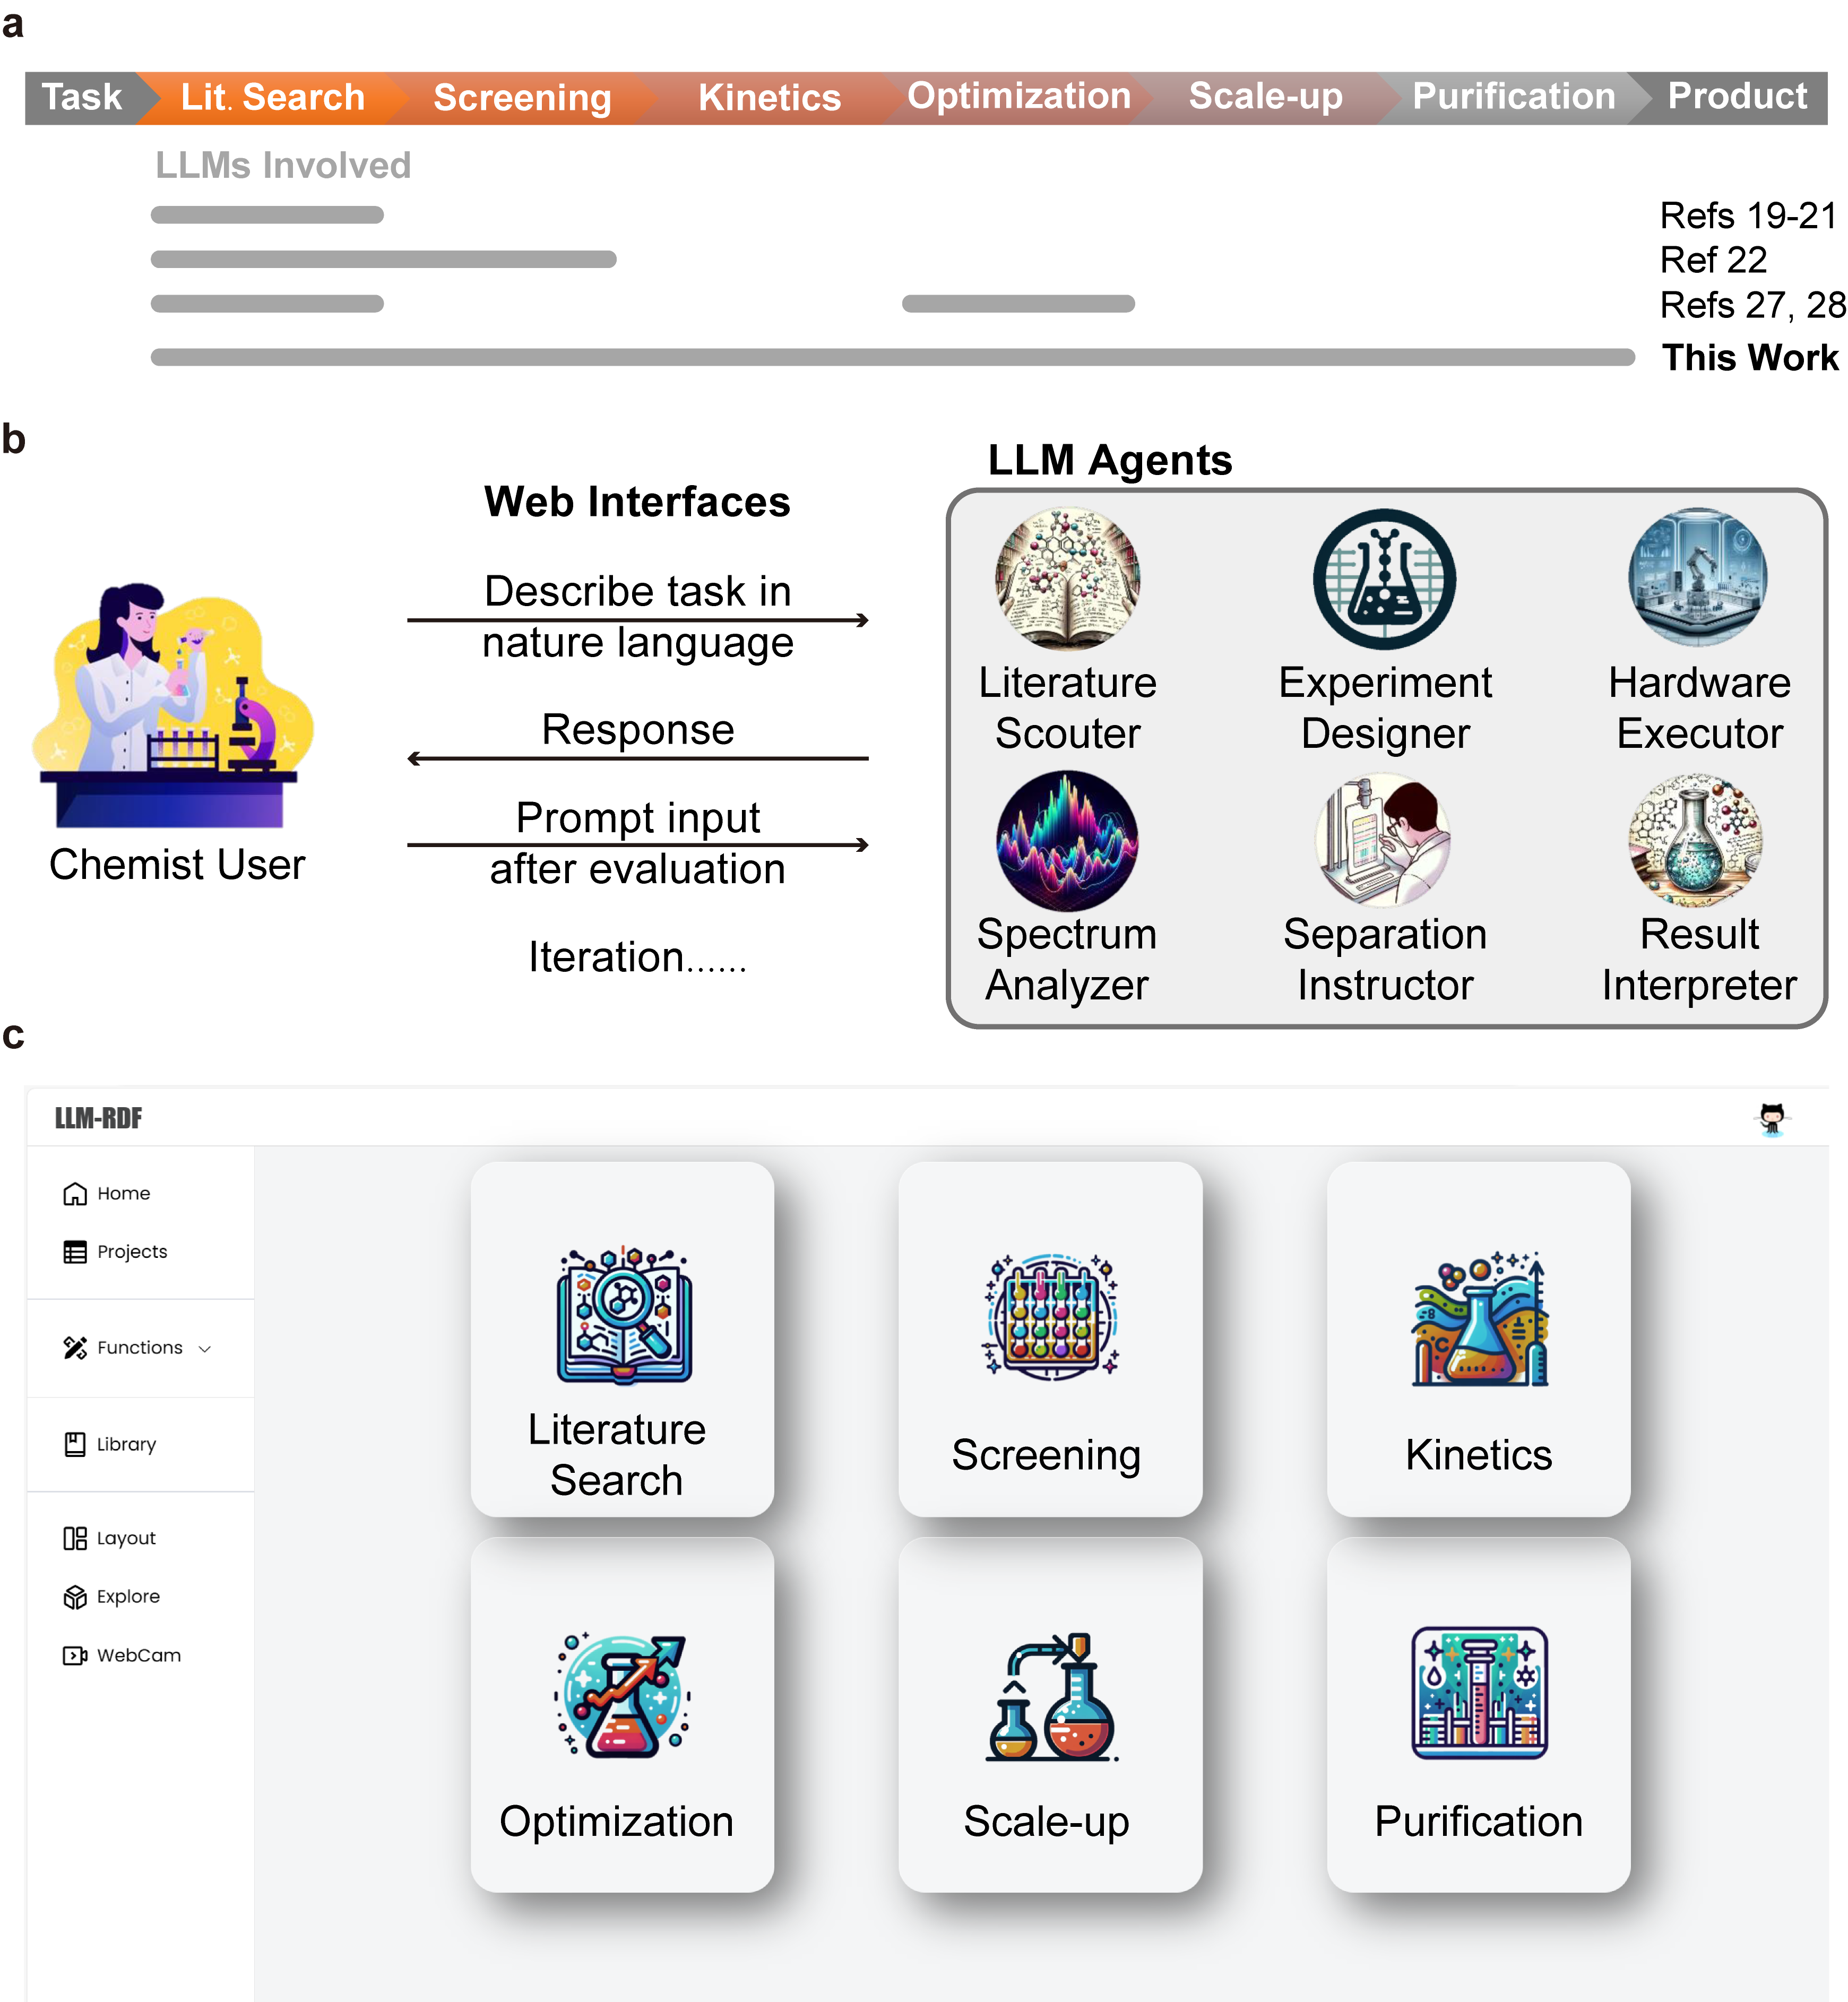 a
Task Lit. Search Screening Kinetics Optimization Scale-up Purification Product
LLMs Involved
Refs 19-21
Ref 22
Refs 27, 28
This Work
b
Web Interfaces
Describe task in
nature language
Response
Prompt input
after evaluation
Iteration......
Chemist User
LLM Agents
Literature
Scouter
Experiment
Designer
Hardware
Executor
Spectrum
Analyzer
Separation
Instructor
Result
Interpreter
c
LLM-RDF
Home
Projects
Functions
Library
Layout
Explore
WebCam
Literature
Search
Screening
Kinetics
Optimization
Scale-up
Purification